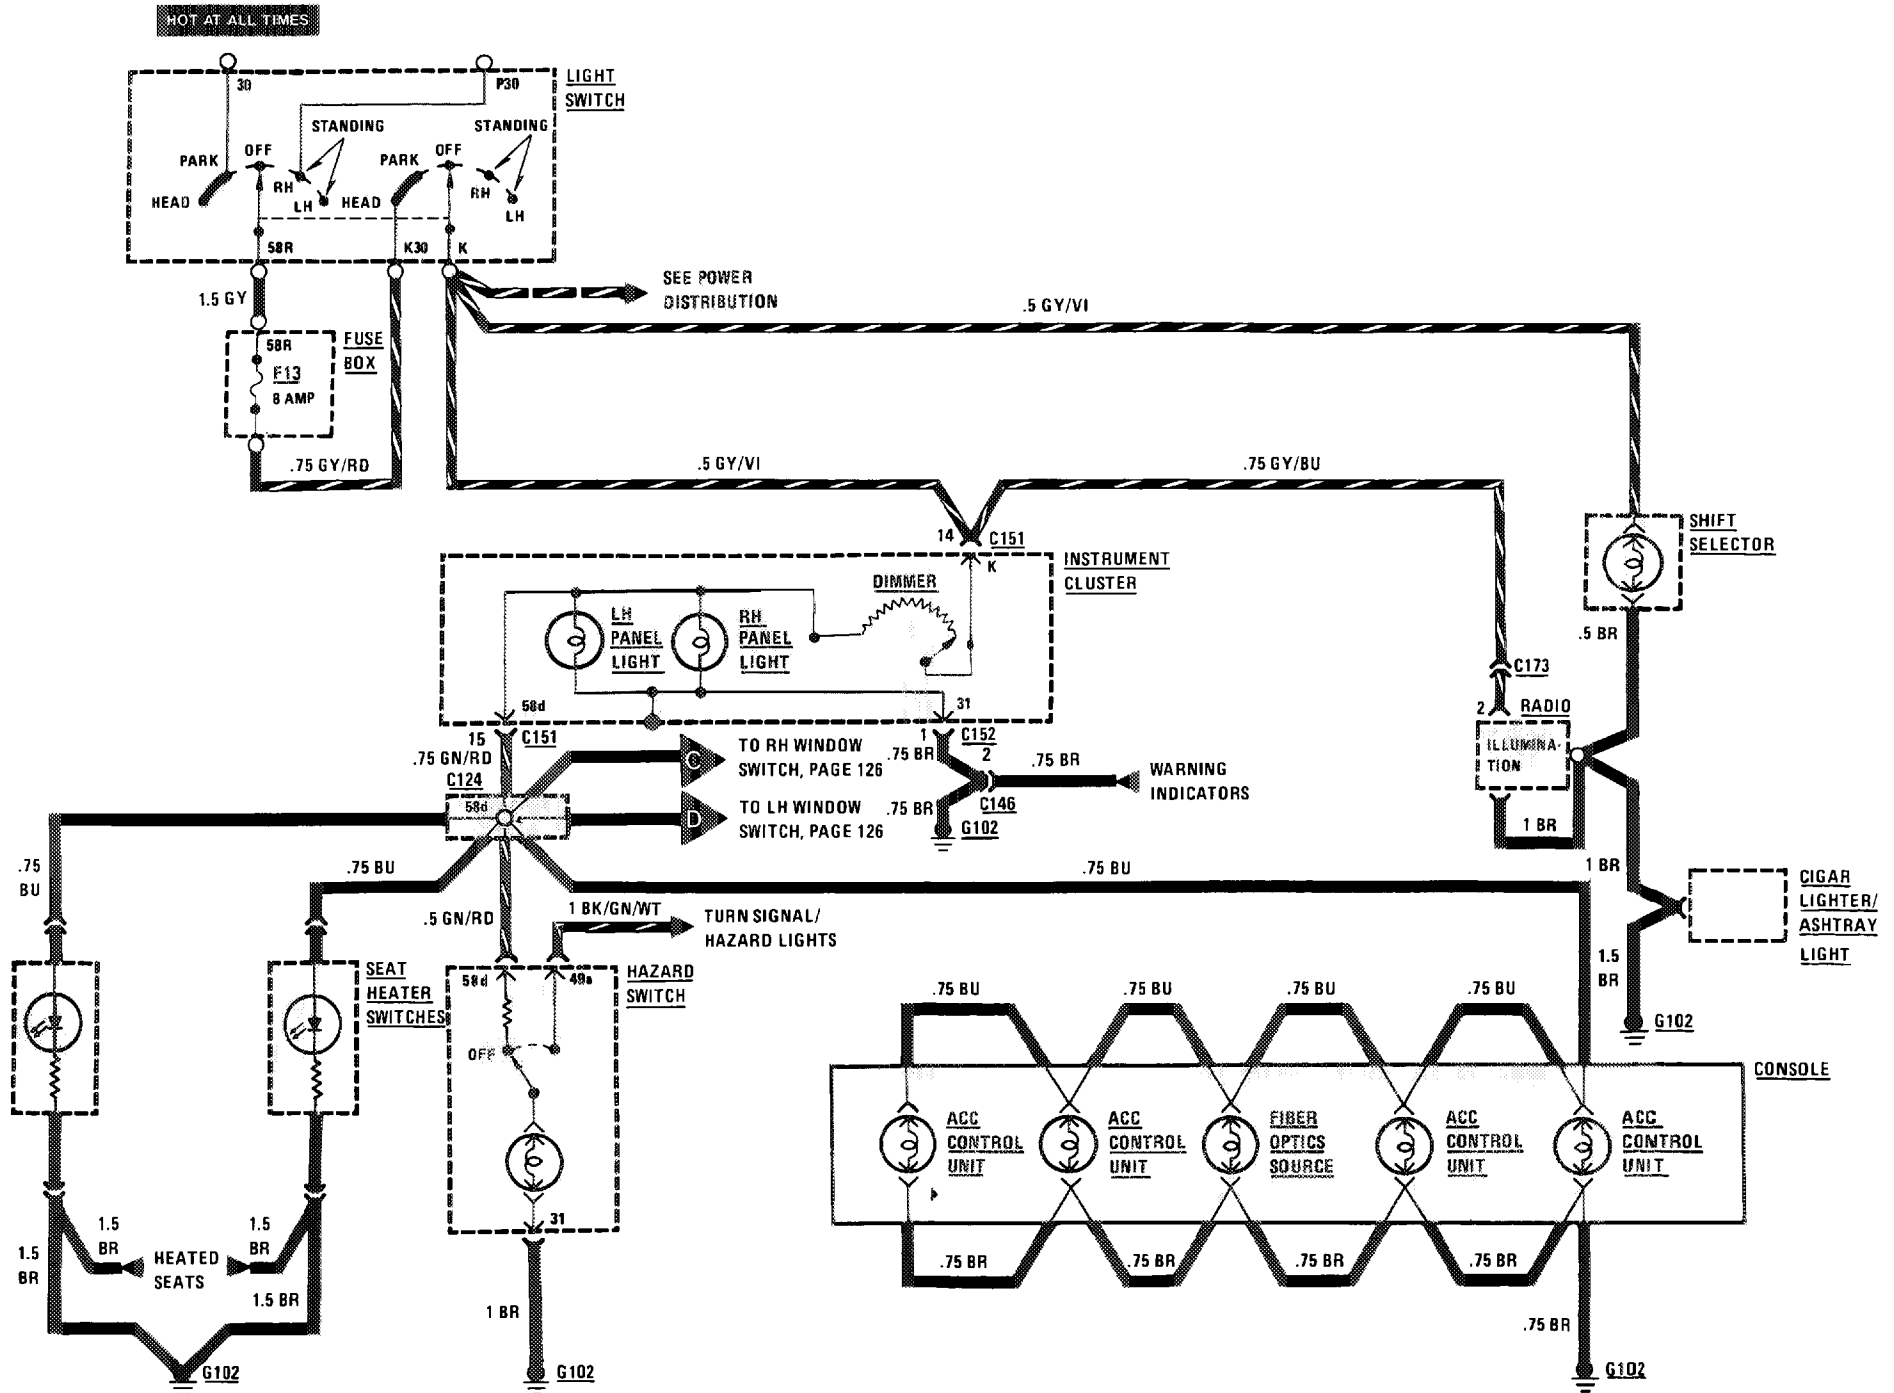 HOT AT ALL TIMES
30
P30
LIGHT
SWITCH
STANDING
STANDING
PARK
OFF
PARK
OFF
HEAD
RH
LH
HEAD
RH
LH
58R
K30
K
1.5 GY
SEE POWER
DISTRIBUTION
.5 GY/VI
58R
FUSE
BOX
F13
8 AMP
.75 GY/RD
.5 GY/VI
.75 GY/BU
14
C151
SHIFT
SELECTOR
K
INSTRUMENT
CLUSTER
DIMMER
LH
PANEL
LIGHT
RH
PANEL
LIGHT
.5 BR
C173
58d
31
2
RADIO
15
C151
1
C152
ILLUMINA-
TION
.75 GN/RD
TO RH WINDOW
SWITCH, PAGE 126
C
.75 BR
2
.75 BR
WARNING
INDICATORS
C124
58d
D
TO LH WINDOW
SWITCH, PAGE 126
.75 BR
C146
G102
1 BR
.75
BU
.75 BU
.75 BU
1 BR
CIGAR
LIGHTER/
ASHTRAY
LIGHT
.5 GN/RD
1 BK/GN/WT
TURN SIGNAL/
HAZARD LIGHTS
1.5
BR
SEAT
HEATER
SWITCHES
58d
49a
HAZARD
SWITCH
.75 BU
.75 BU
.75 BU
.75 BU
G102
OFF
CONSOLE
ACC
CONTROL
UNIT
ACC
CONTROL
UNIT
FIBER
OPTICS
SOURCE
ACC
CONTROL
UNIT
ACC
CONTROL
UNIT
31
1.5
BR
1.5
BR
1.5
BR
HEATED
SEATS
1.5 BR
.75 BR
.75 BR
.75 BR
.75 BR
1 BR
.75 BR
G102
G102
G102